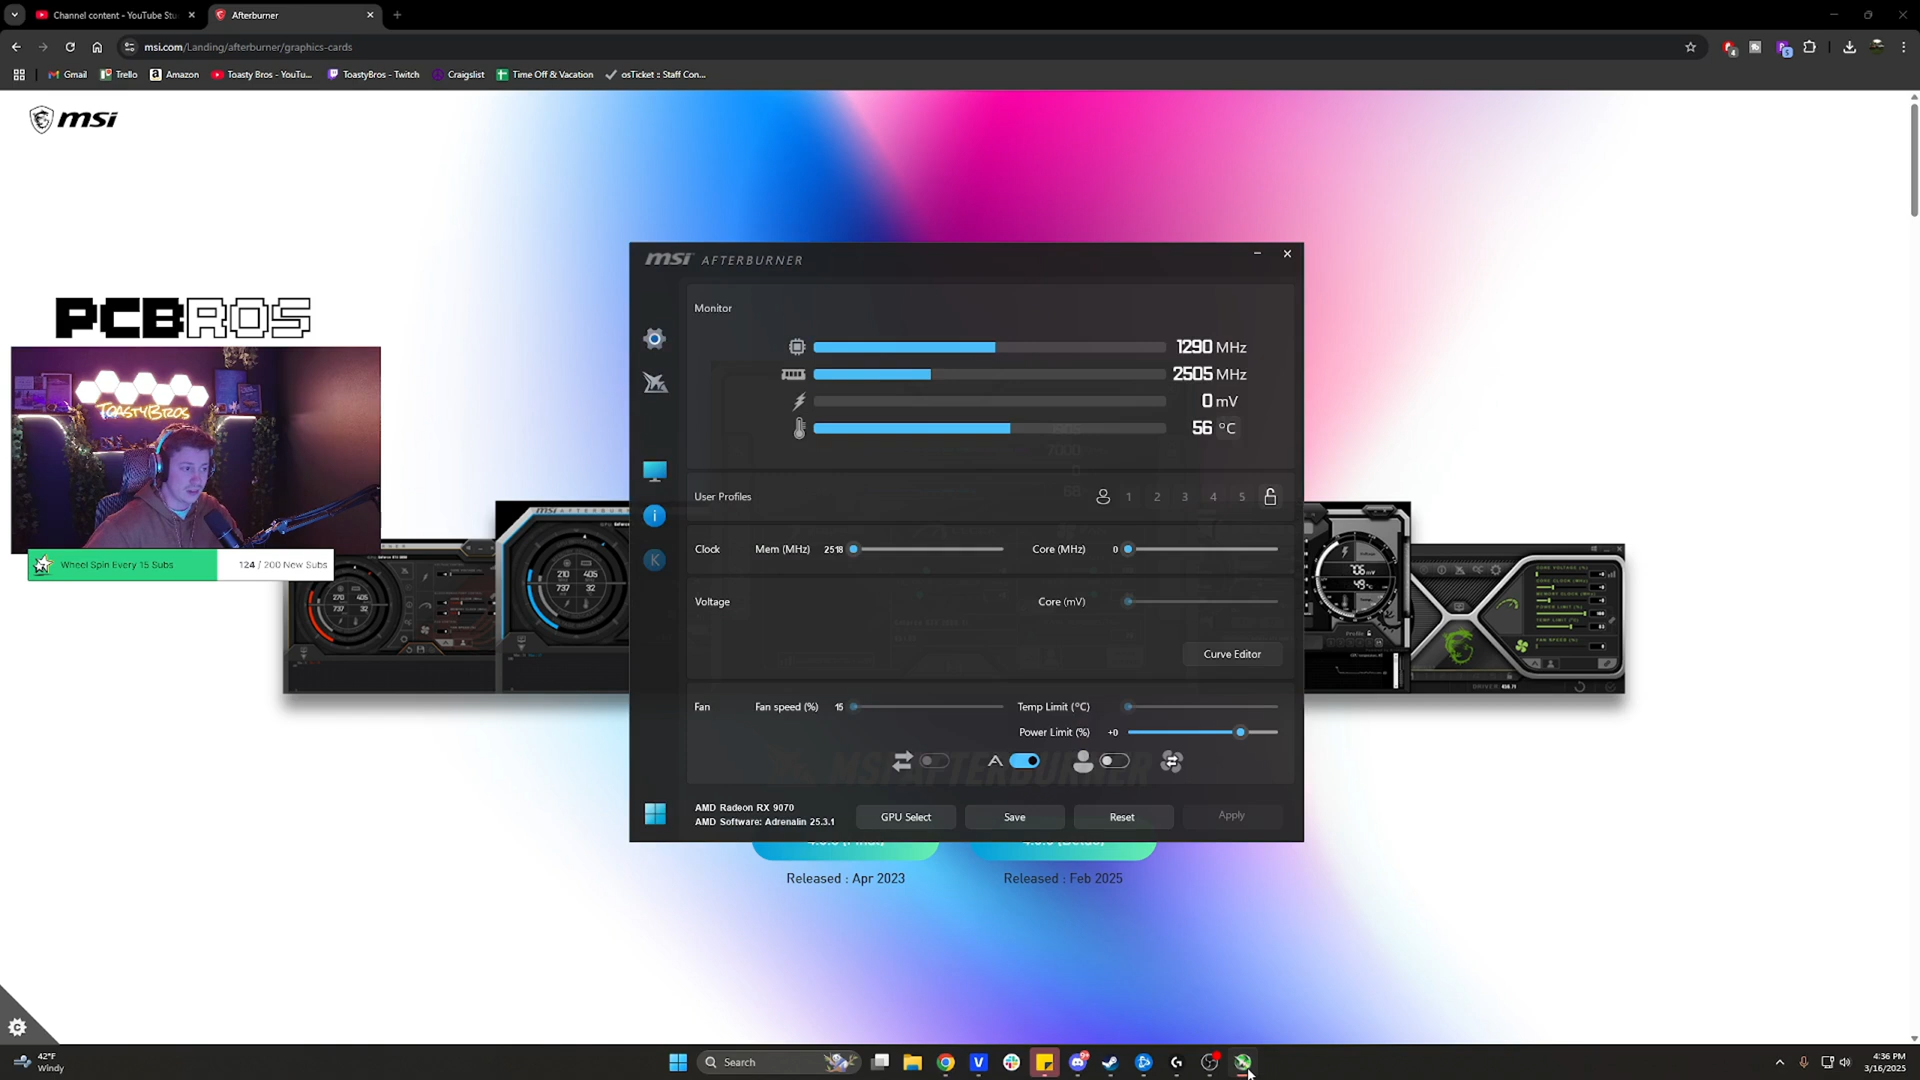 Channel content - YouTube Stu
Afterburner
msi.com/Landing/afterburner/graphics-cards
Gmail
Trello
Amazon
Toasty Bros - YouTu...
ToastyBros - Twitch
Craigslist
Time Off & Vacation
osTicket :: Staff Con...
msi
PCBROS
TOASTYBROS
Wheel Spin Every 15 Subs
124 / 200 New Subs
msi AFTERBURNER
Monitor
1290 MHz
2505 MHz
0 mV
56 °C
User Profiles
1 2 3 4 5
Clock
Mem (MHz) 2518
Core (MHz) 0
Voltage
Core (mV)
Curve Editor
Fan
Fan speed (%) 15
Temp Limit (°C)
Power Limit (%) +0
MSI AFTERBURNER
AMD Radeon RX 9070
AMD Software: Adrenalin 25.3.1
GPU Select
Save
Reset
Apply
Released : Apr 2023
Released : Feb 2025
42°F
Windy
Search
4:36 PM
3/16/2025